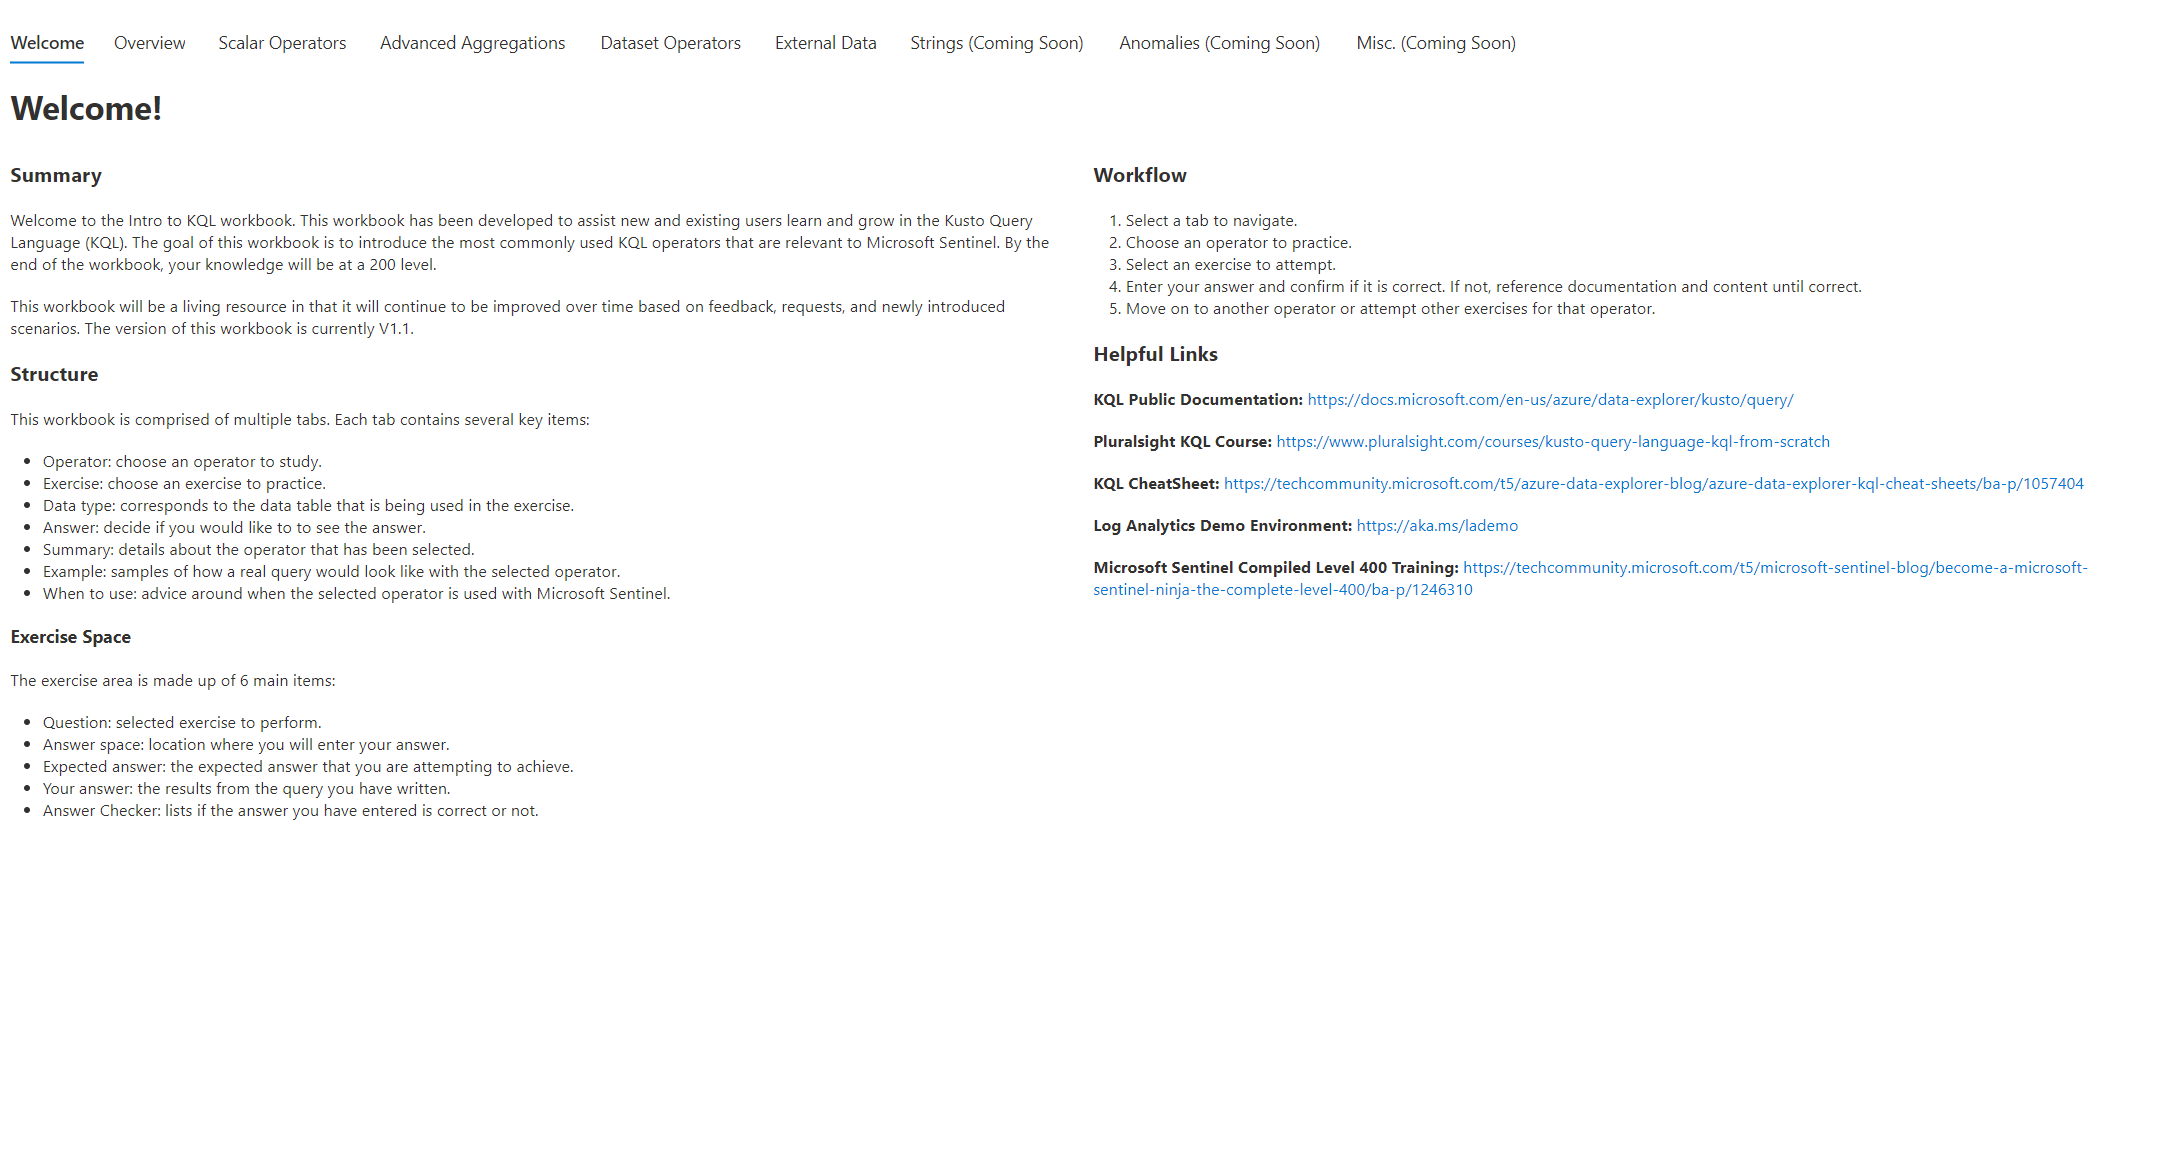 Welcome Overview Scalar Operators Advanced Aggregations Dataset Operators External Data Strings (Coming Soon) Anomalies (Coming Soon) Misc. (Coming Soon)
Welcome!
Summary
Welcome to the Intro to KQL workbook. This workbook has been developed to assist new and existing users learn and grow in the Kusto Query
Language (KQL). The goal of this workbook is to introduce the most commonly used KQL operators that are relevant to Microsoft Sentinel. By the
end of the workbook, your knowledge will be at a 200 level.
This workbook will be a living resource in that it will continue to be improved over time based on feedback, requests, and newly introduced
scenarios. The version of this workbook is currently V1.1.
Structure
This workbook is comprised of multiple tabs. Each tab contains several key items:
• Operator: choose an operator to study.
• Exercise: choose an exercise to practice.
• Data type: corresponds to the data table that is being used in the exercise.
• Answer: decide if you would like to to see the answer.
• Summary: details about the operator that has been selected.
• Example: samples of how a real query would look like with the selected operator.
• When to use: advice around when the selected operator is used with Microsoft Sentinel.
Exercise Space
The exercise area is made up of 6 main items:
• Question: selected exercise to perform.
• Answer space: location where you will enter your answer.
• Expected answer: the expected answer that you are attempting to achieve.
• Your answer: the results from the query you have written.
• Answer Checker: lists if the answer you have entered is correct or not.
Workflow
1. Select a tab to navigate.
2. Choose an operator to practice.
3. Select an exercise to attempt.
4. Enter your answer and confirm if it is correct. If not, reference documentation and content until correct.
5. Move on to another operator or attempt other exercises for that operator.
Helpful Links
KQL Public Documentation: https://docs.microsoft.com/en-us/azure/data-explorer/kusto/query/
Pluralsight KQL Course: https://www.pluralsight.com/courses/kusto-query-language-kql-from-scratch
KQL CheatSheet: https://techcommunity.microsoft.com/t5/azure-data-explorer-blog/azure-data-explorer-kql-cheat-sheets/ba-p/1057404
Log Analytics Demo Environment: https://aka.ms/lademo
Microsoft Sentinel Compiled Level 400 Training: https://techcommunity.microsoft.com/t5/microsoft-sentinel-blog/become-a-microsoft-
sentinel-ninja-the-complete-level-400/ba-p/1246310